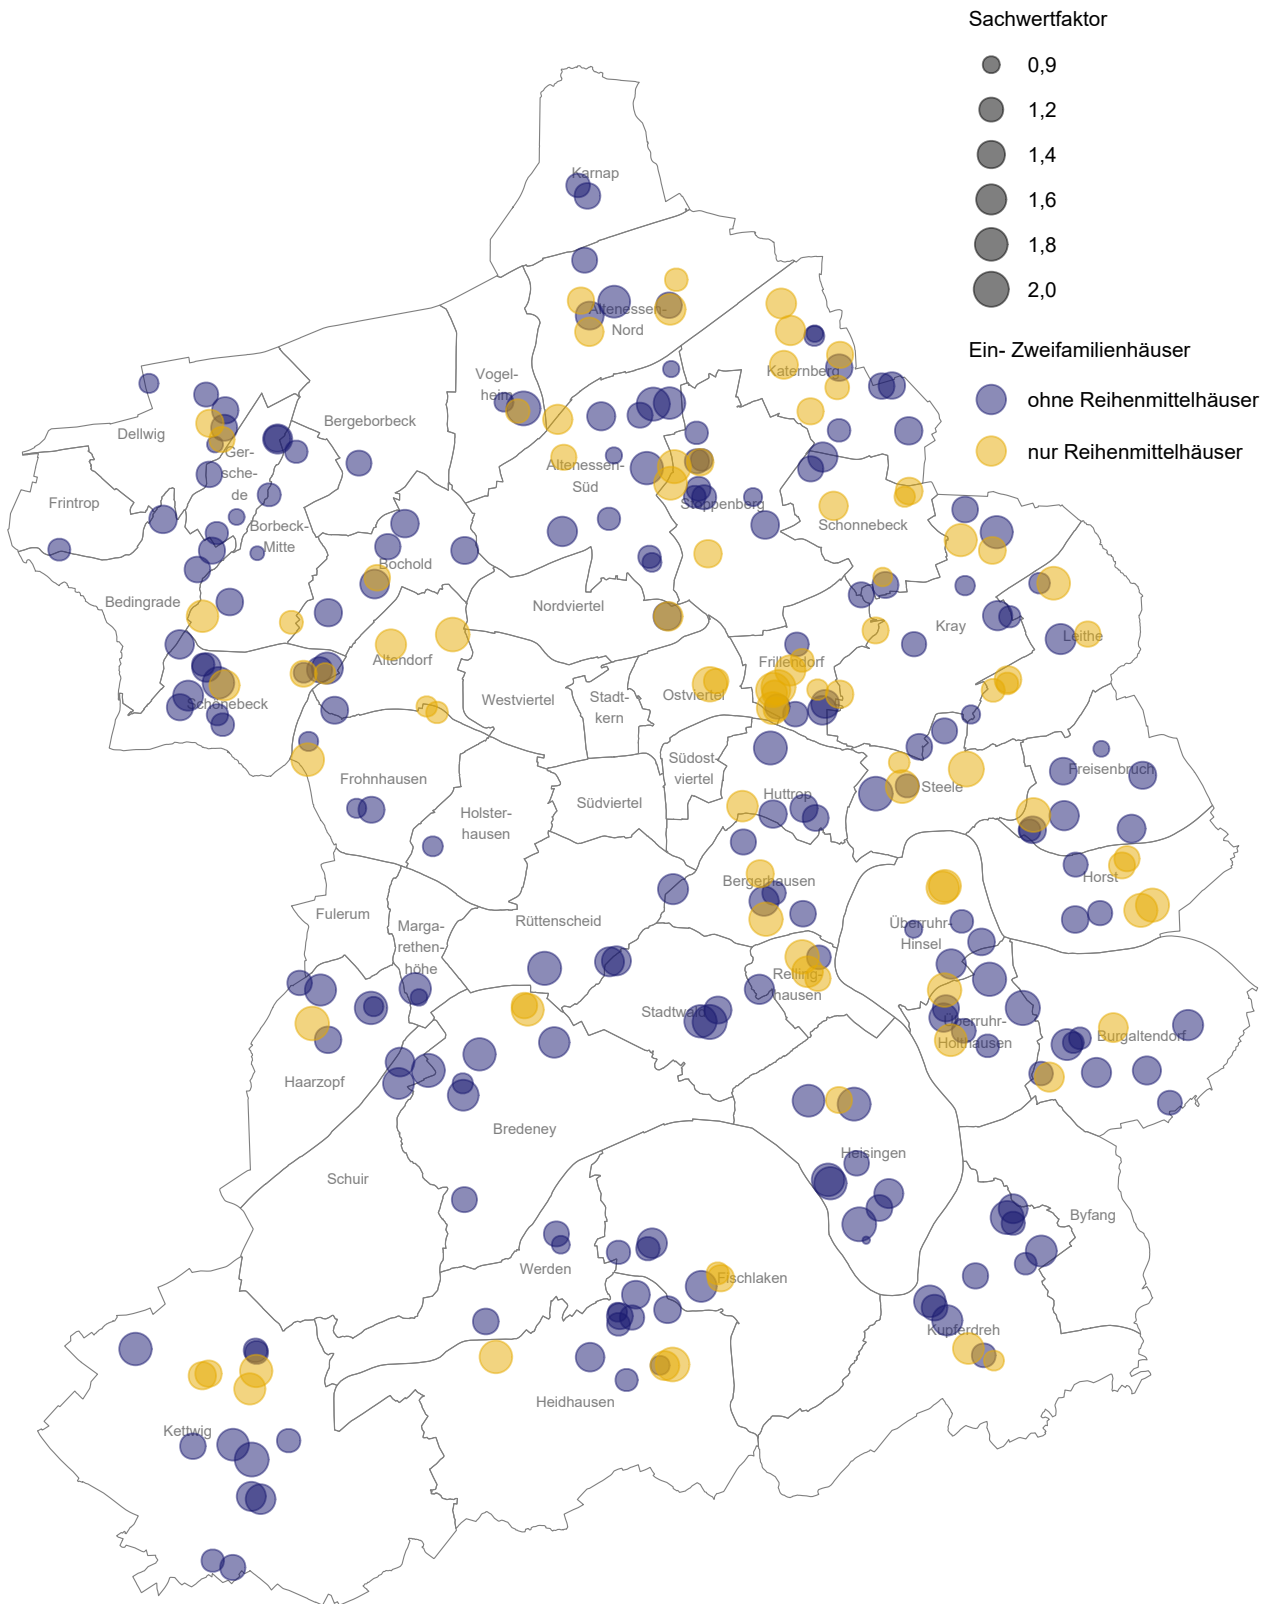 Sachwertfaktor
0,9
1,2
1,4
1,6
1,8
2,0
Ein- Zweifamilienhäuser
ohne Reihenmittelhäuser
nur Reihenmittelhäuser
Karnap
Altenessen-
Nord
Vogel-
heim
Katernberg
Bergeborbeck
Dellwig
Ger-
sche-
de
Frintrop
Borbeck-
Mitte
Altenessen-
Süd
Stoppenberg
Schonnebeck
Bochold
Bedingrade
Nordviertel
Kray
Leithe
Altendorf
Frillendorf
Schönebeck
Westviertel
Stadt-
kern
Ostviertel
Frohnhausen
Südost-
viertel
Freisenbruch
Steele
Huttrop
Holster-
hausen
Südviertel
Bergerhausen
Horst
Fulerum
Marga-
rethen-
höhe
Rüttenscheid
Überruhr-
Hinsel
Relling-
hausen
Stadtwald
Überruhr-
Holthausen
Burgaltendorf
Haarzopf
Bredeney
Heisingen
Schuir
Byfang
Werden
Fischlaken
Kupferdreh
Heidhausen
Kettwig